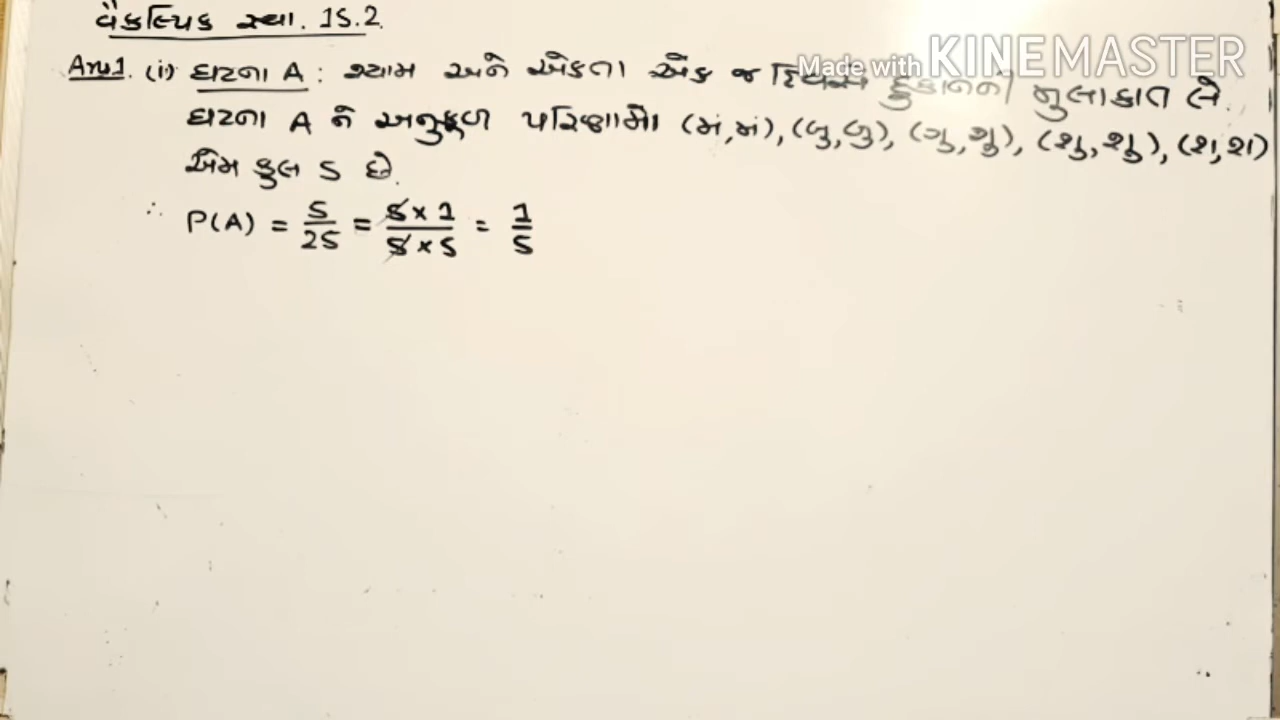 વૈકલ્પિક સ્વા. 15.2
Made with KINEMASTER
Ans1. (i) ઘટના A : શ્યામ અને એકતા એક જ દિવસે દુકાનની મુલાકાત લે.
ઘટના A ને અનુકૂળ પરિણામો (મં,મં), (બુ,બુ), (ગુ,ગુ), (શુ,શુ), (શ,શ)
એમ કુલ 5 છે.
∴ P(A) = 5/25 = 5 × 1/5 × 5 = 1/5